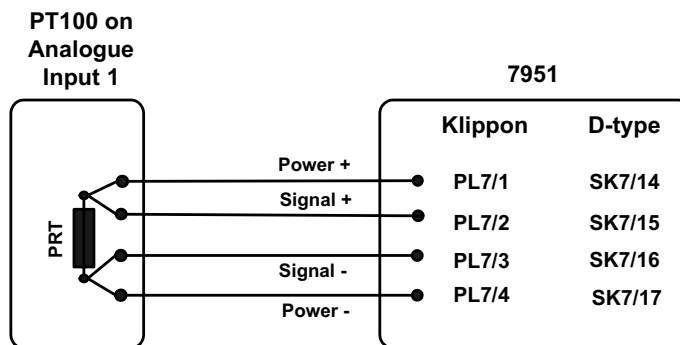 PT100 on
Analogue
Input 1
7951
Klippon D-type
Power +
PL7/1 SK7/14
Signal +
PL7/2 SK7/15
PRT
PL7/3 SK7/16
Signal -
PL7/4 SK7/17
Power -